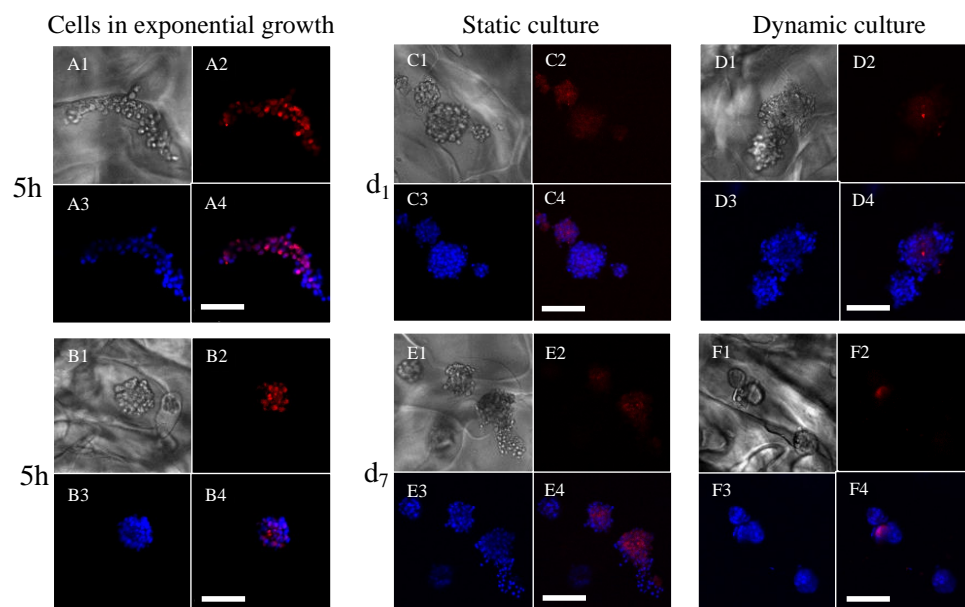 Cells in exponential growth
Static culture
Dynamic culture
A1
A2
C1
C2
D1
D2
5h
d1
A3
A4
C3
C4
D3
D4
B1
B2
E1
E2
F1
F2
5h
d7
B3
B4
E3
E4
F3
F4